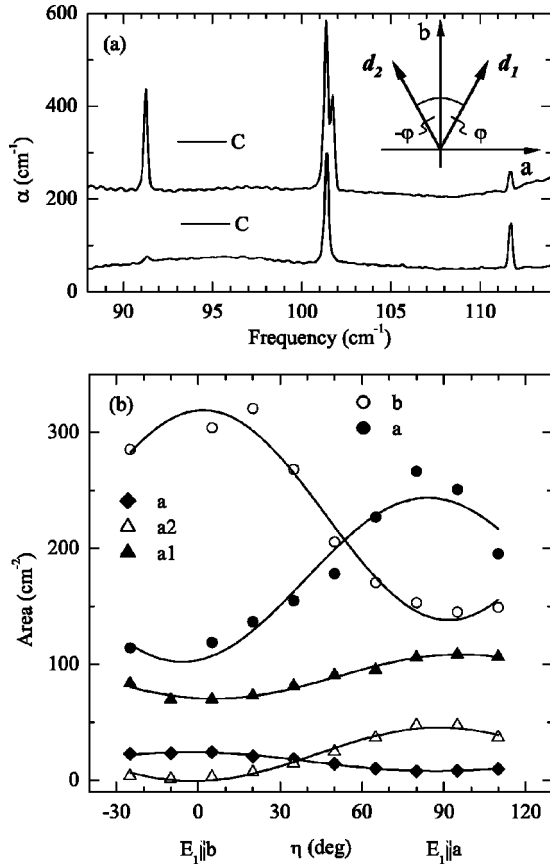 (a)
600
400
200
0
α (cm⁻¹)
C
C
b
d₂
d₁
-φ
φ
a
90 95 100 105 110
Frequency (cm⁻¹)
(b)
b
a
a
a2
a1
300
200
100
0
Area (cm⁻²)
-30 0 30 60 90 120
E₁||b η (deg) E₁||a